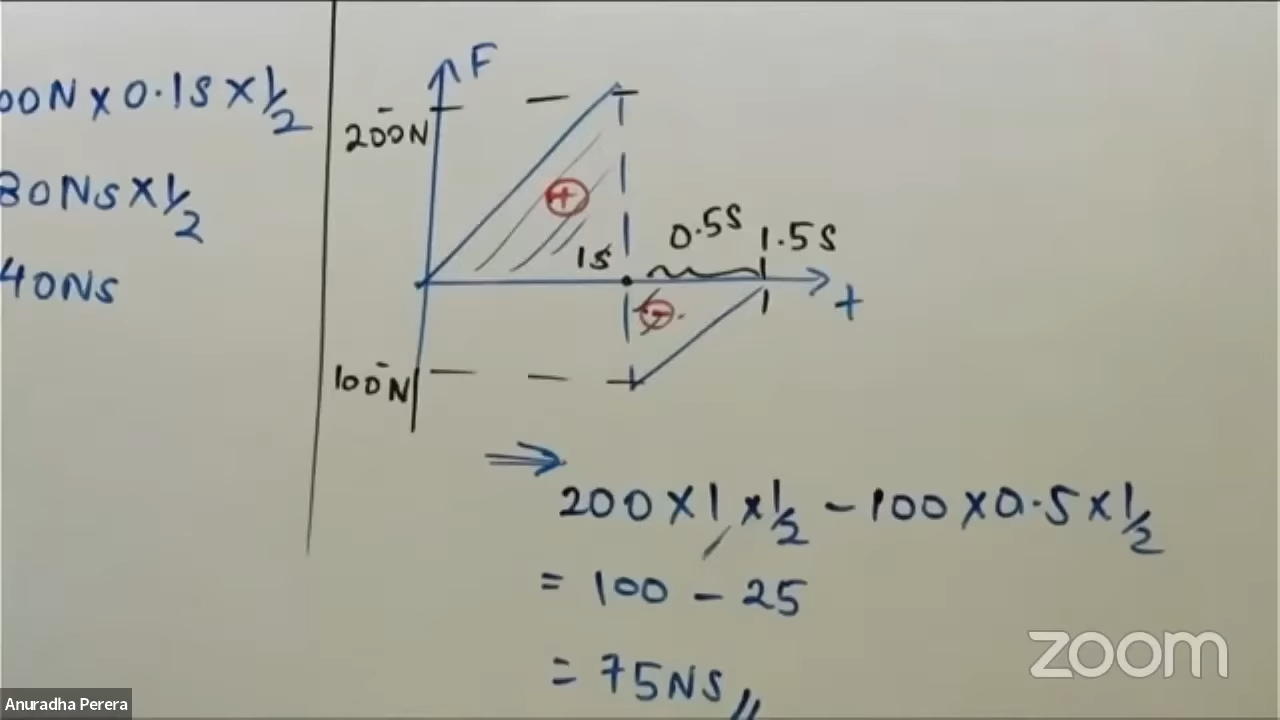 00N × 0.1S × 1/2
80NS × 1/2
40NS
F
200N
+
0.5S
1.5S
1S
-
t
100N
⇒
200 × 1 × 1/2 - 100 × 0.5 × 1/2
= 100 - 25
= 75NS //
zoom
Anuradha Perera